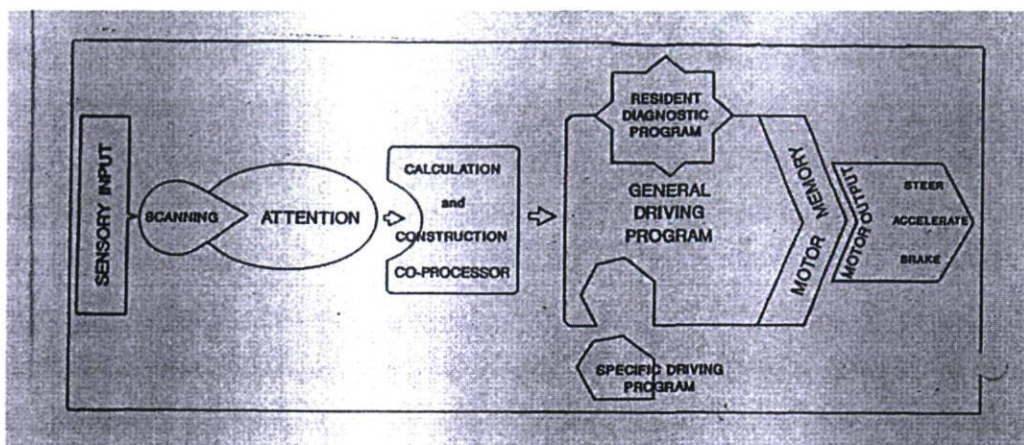 SENSORY INPUT
SCANNING
ATTENTION
CALCULATION
and
CONSTRUCTION
CO-PROCESSOR
RESIDENT
DIAGNOSTIC
PROGRAM
GENERAL
DRIVING
PROGRAM
SPECIFIC DRIVING
PROGRAM
MOTOR MEMORY
MOTOR OUTPUT
STEER
ACCELERATE
BRAKE